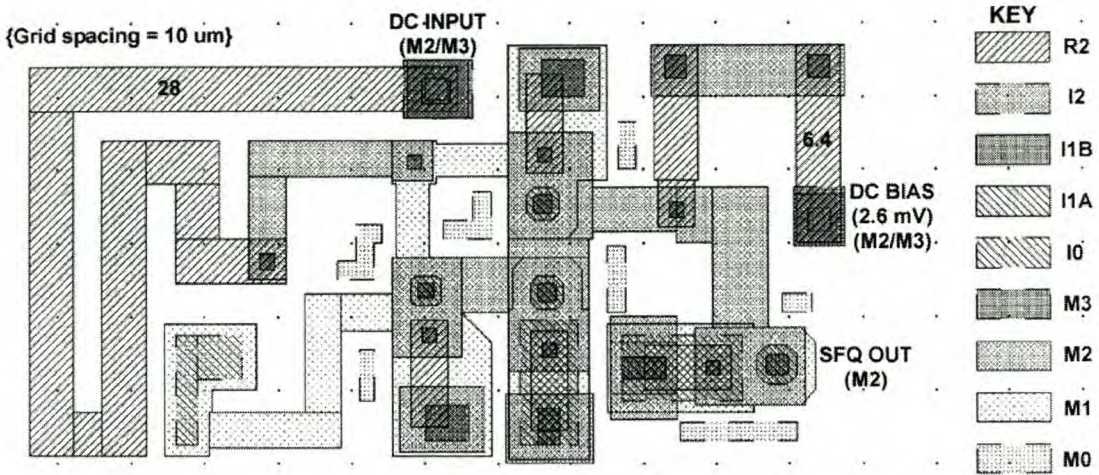 {Grid spacing = 10 um}
DC INPUT
(M2/M3)
28
6.4
DC BIAS
(2.6 mV)
(M2/M3)
SFQ OUT
(M2)
KEY
R2
I2
I1B
I1A
I0
M3
M2
M1
M0